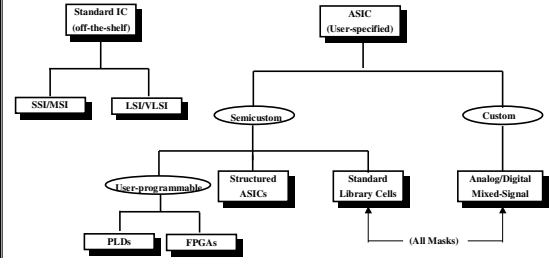 Standard IC
(off-the-shelf)
ASIC
(User-specified)
SSI/MSI
LSI/VLSI
Semicustom
Custom
User-programmable
Structured
ASICs
Standard
Library Cells
Analog/Digital
Mixed-Signal
PLDs
FPGAs
(All Masks)